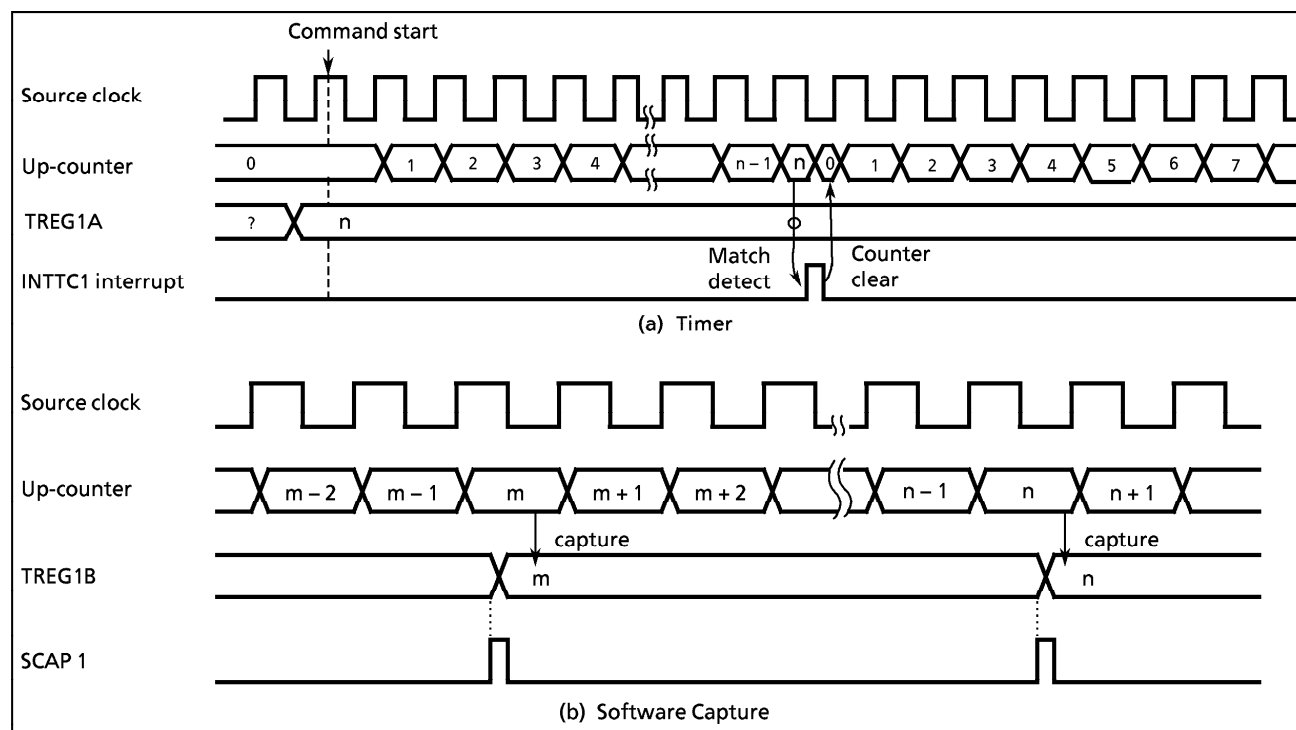 Command start
Source clock
Up-counter
0 1 2 3 4 n – 1 n 0 1 2 3 4 5 6 7
TREG1A
? n
Match detect
Counter clear
INTTC1 interrupt
(a) Timer
Source clock
Up-counter
m – 2 m – 1 m m + 1 m + 2 n – 1 n n + 1
capture capture
TREG1B
m n
SCAP 1
(b) Software Capture